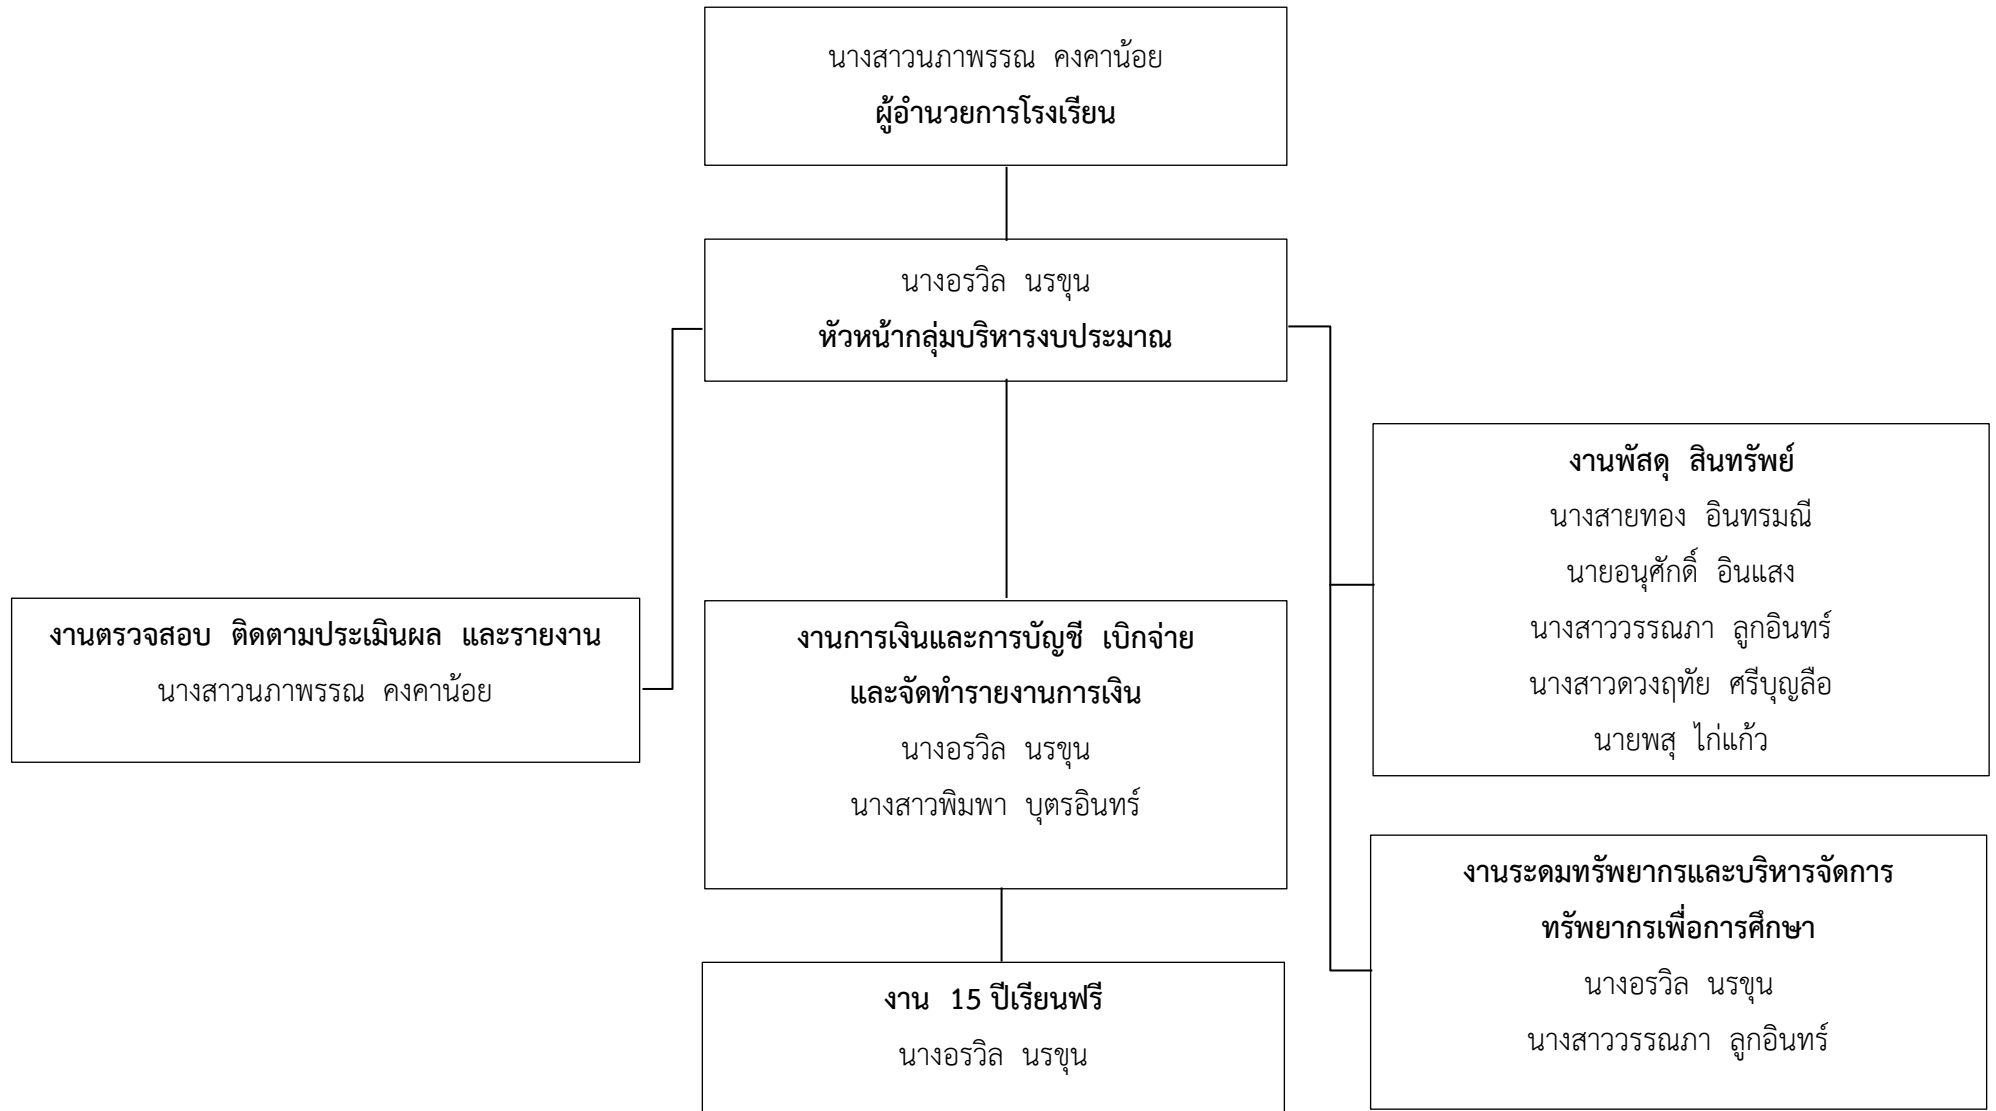 นางสาวนภาพรรณ คงคาน้อย
ผู้อำนวยการโรงเรียน
นางอรวิล นรขุน
หัวหน้ากลุ่มบริหารงบประมาณ
งานตรวจสอบ ติดตามประเมินผล และรายงาน
นางสาวนภาพรรณ คงคาน้อย
งานการเงินและการบัญชี เบิกจ่าย
และจัดทำรายงานการเงิน
นางอรวิล นรขุน
นางสาวพิมพา บุตรอินทร์
งาน 15 ปีเรียนฟรี
นางอรวิล นรขุน
งานพัสดุ สินทรัพย์
นางสายทอง อินทรมณี
นายอนุศักดิ์ อินแสง
นางสาววรรณภา ลูกอินทร์
นางสาวดวงฤทัย ศรีบุญลือ
นายพสุ ไก่แก้ว
งานระดมทรัพยากรและบริหารจัดการ
ทรัพยากรเพื่อการศึกษา
นางอรวิล นรขุน
นางสาววรรณภา ลูกอินทร์